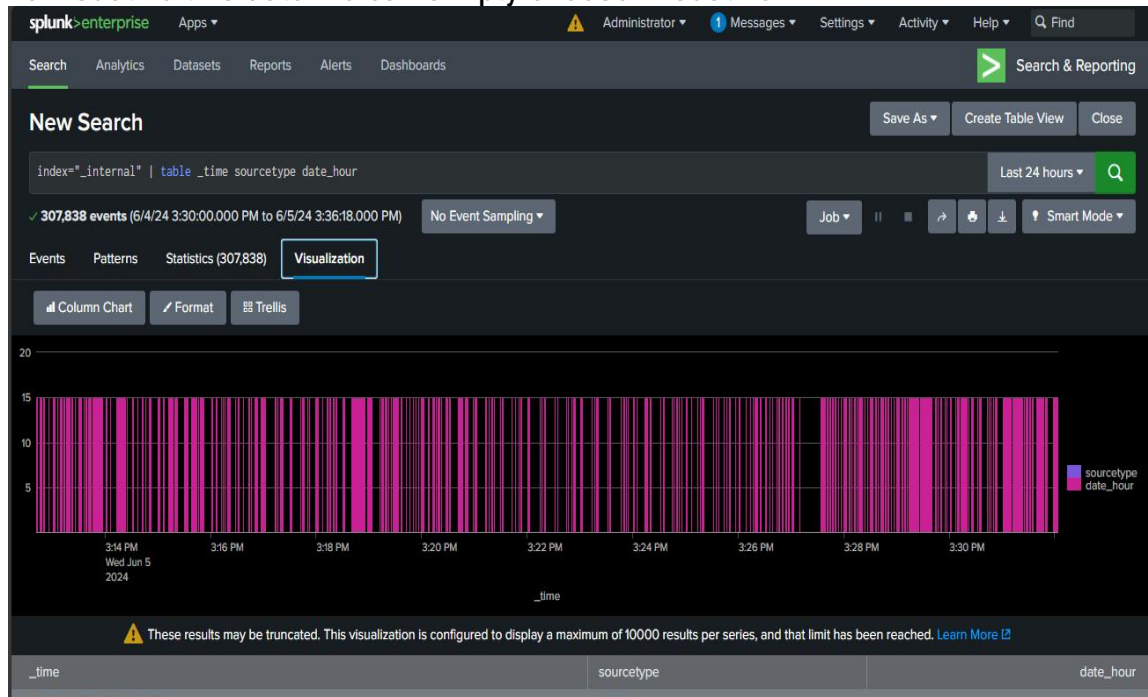 splunk>enterprise Apps ▾ Administrator ▾ 1 Messages ▾ Settings ▾ Activity ▾ Help ▾ Find
Search Analytics Datasets Reports Alerts Dashboards Search & Reporting
New Search Save As ▾ Create Table View Close
index="_internal" | table _time sourcetype date_hour Last 24 hours ▾
✓ 307,838 events (6/4/24 3:30:00.000 PM to 6/5/24 3:36:18.000 PM) No Event Sampling ▾ Job ▾ Smart Mode ▾
Events Patterns Statistics (307,838) Visualization
Column Chart Format Trellis
20
15
10
5
sourcetype
date_hour
3:14 PM 3:16 PM 3:18 PM 3:20 PM 3:22 PM 3:24 PM 3:26 PM 3:28 PM 3:30 PM
Wed Jun 5
2024
_time
These results may be truncated. This visualization is configured to display a maximum of 10000 results per series, and that limit has been reached. Learn More
_time sourcetype date_hour